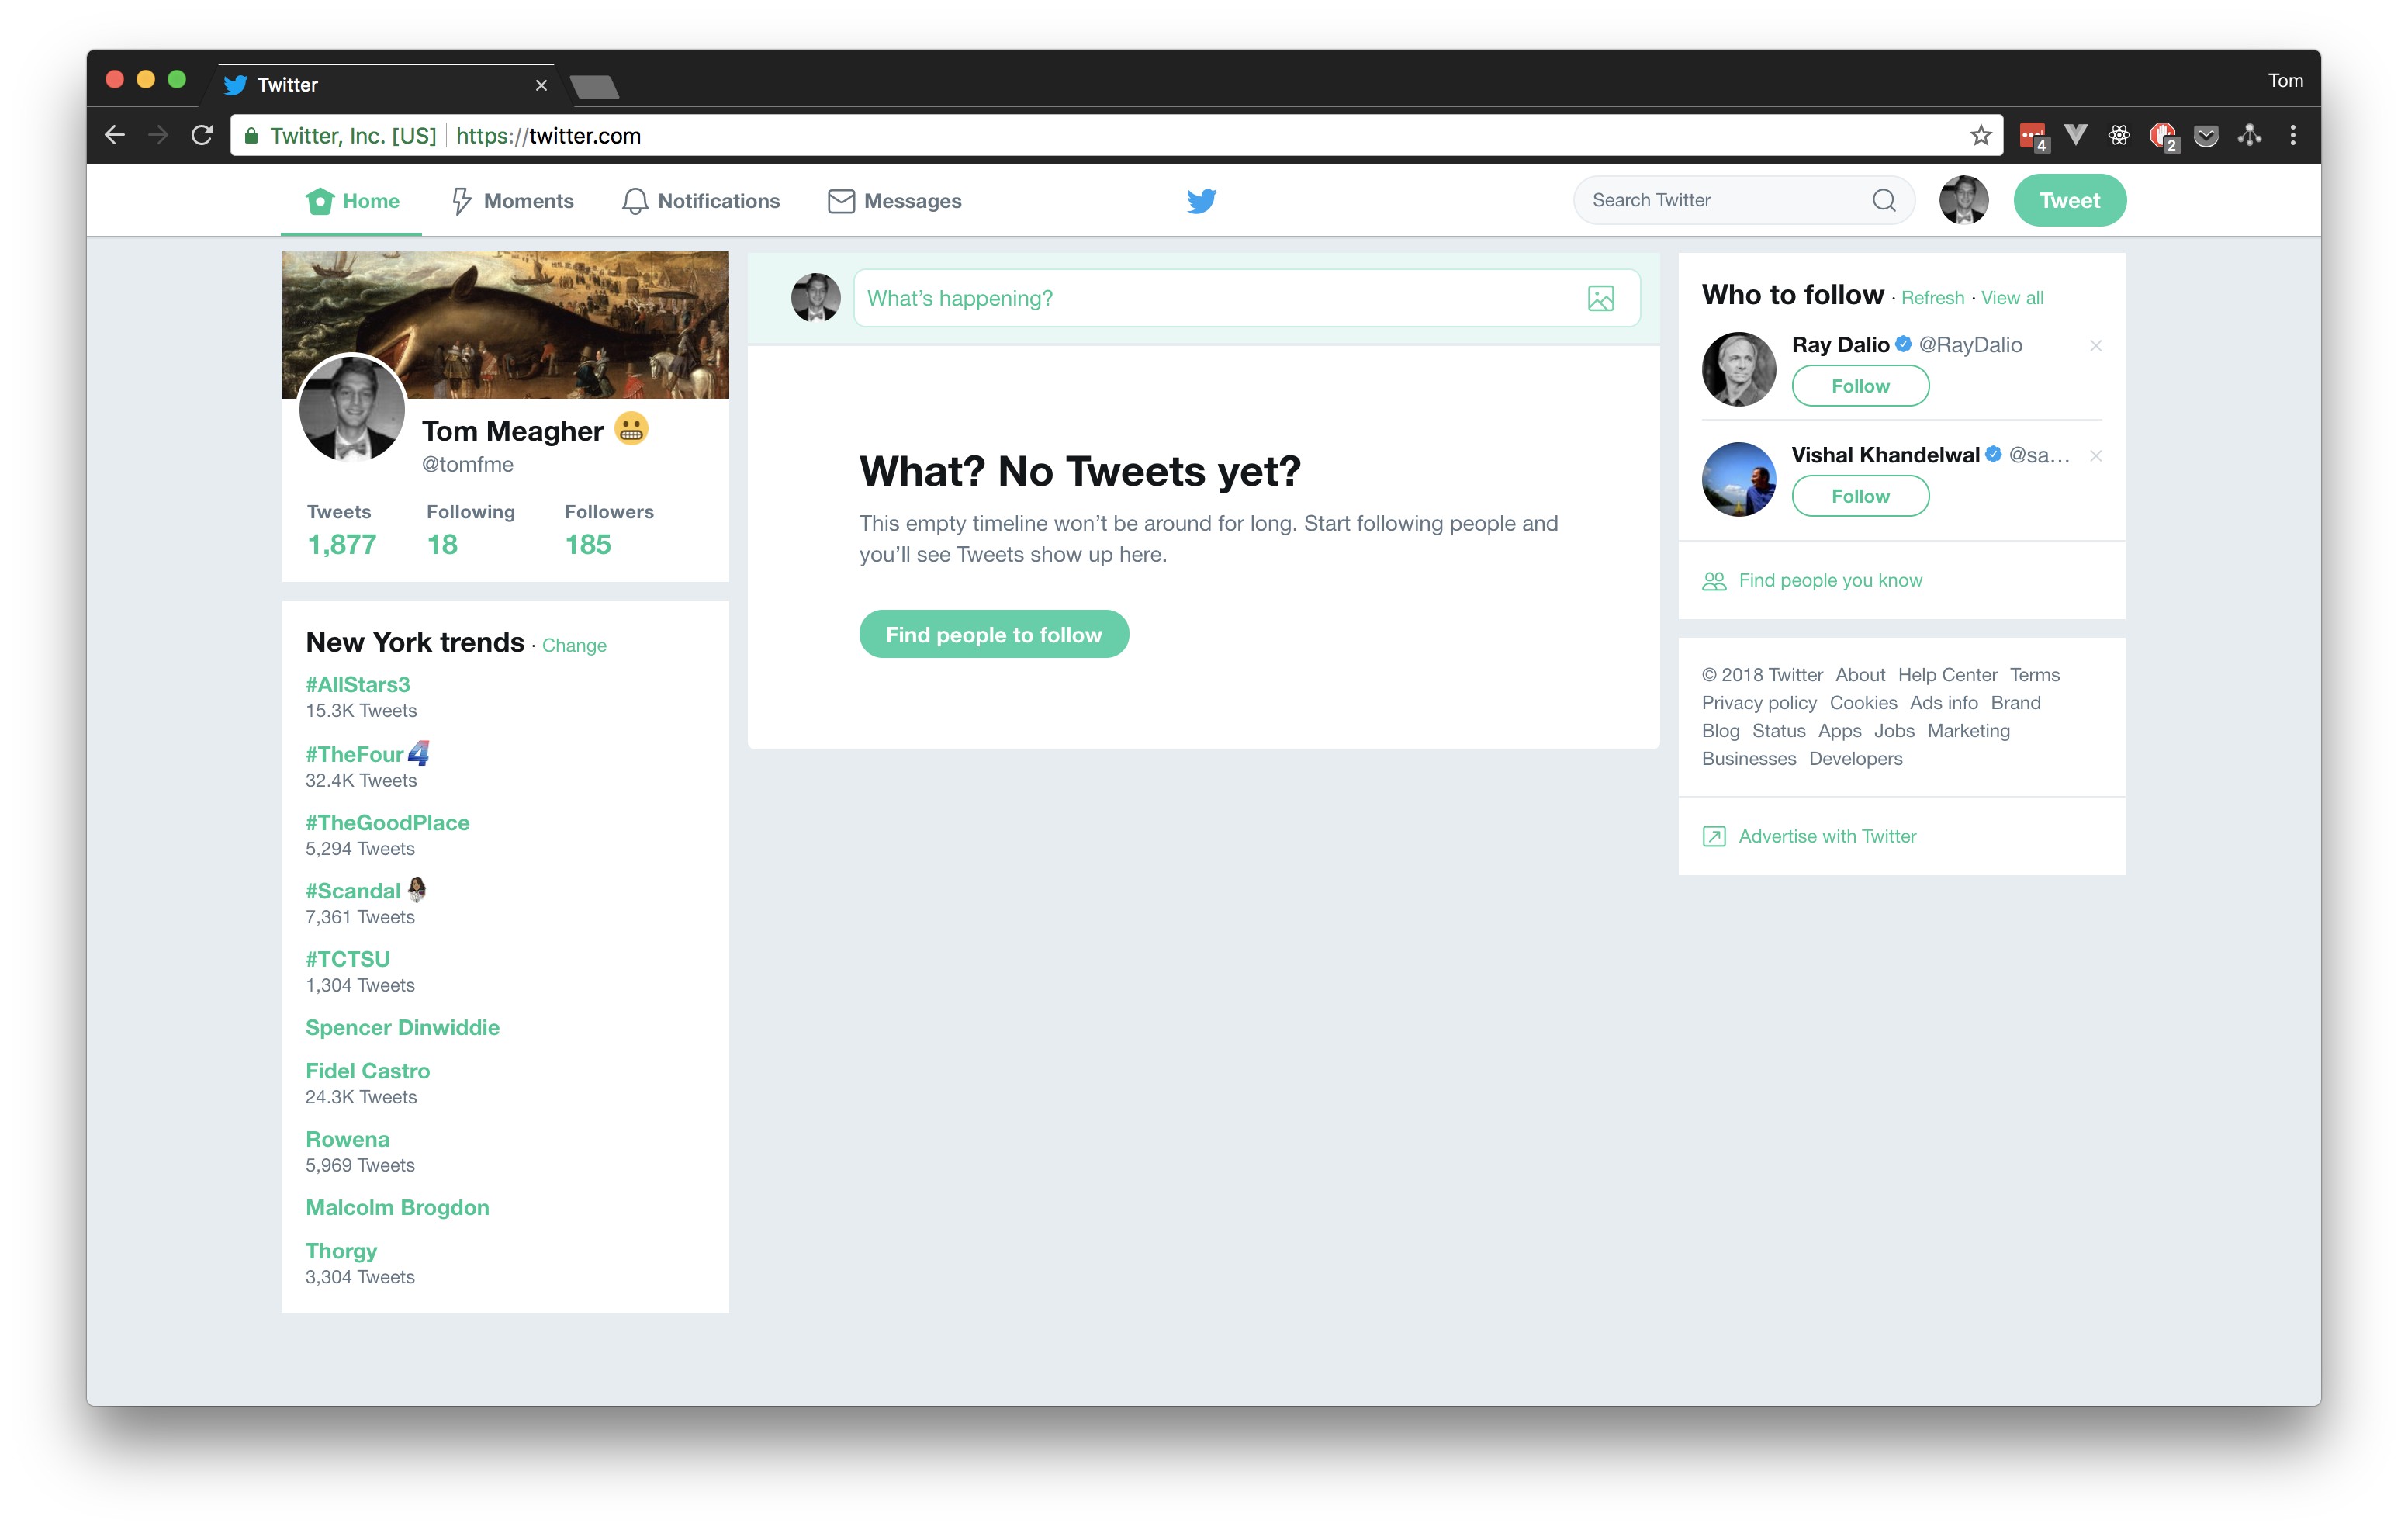 Twitter
Tom
Twitter, Inc. [US] https://twitter.com
4
2
Home Moments Notifications Messages
Search Twitter
Tweet
Tom Meagher
@tomfme
Tweets Following Followers
1,877 18 185
New York trends · Change
#AllStars3
15.3K Tweets
#TheFour
32.4K Tweets
#TheGoodPlace
5,294 Tweets
#Scandal
7,361 Tweets
#TCTSU
1,304 Tweets
Spencer Dinwiddie
Fidel Castro
24.3K Tweets
Rowena
5,969 Tweets
Malcolm Brogdon
Thorgy
3,304 Tweets
What’s happening?
What? No Tweets yet?
This empty timeline won’t be around for long. Start following people and
you’ll see Tweets show up here.
Find people to follow
Who to follow · Refresh · View all
Ray Dalio @RayDalio
Follow
Vishal Khandelwal @sa…
Follow
Find people you know
© 2018 Twitter About Help Center Terms
Privacy policy Cookies Ads info Brand
Blog Status Apps Jobs Marketing
Businesses Developers
Advertise with Twitter